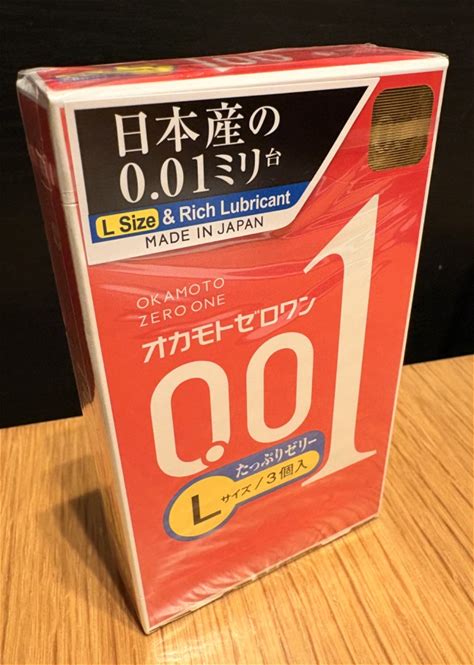 001
日本産の
0.01ミリ台
L Size & Rich Lubricant
MADE IN JAPAN
OKAMOTO
ZERO ONE
オカモトゼロワン
0.01
たっぷりゼリー
Lサイズ/3個入